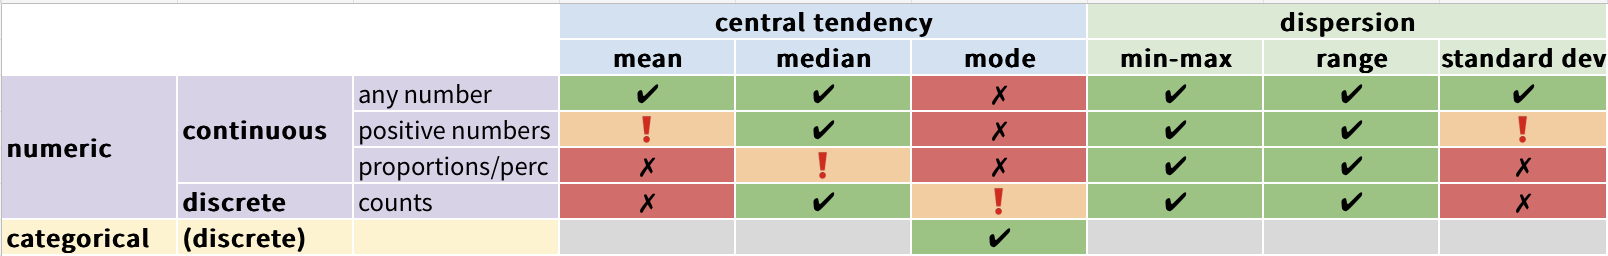 central tendency dispersion
mean median mode min-max range standard dev
any number ✔ ✔ ✗ ✔ ✔ ✔
continuous positive numbers ❗ ✔ ✗ ✔ ✔ ❗
numeric proportions/perc ✗ ❗ ✗ ✔ ✔ ✗
discrete counts ✗ ✔ ❗ ✔ ✔ ✗
categorical (discrete) ✔